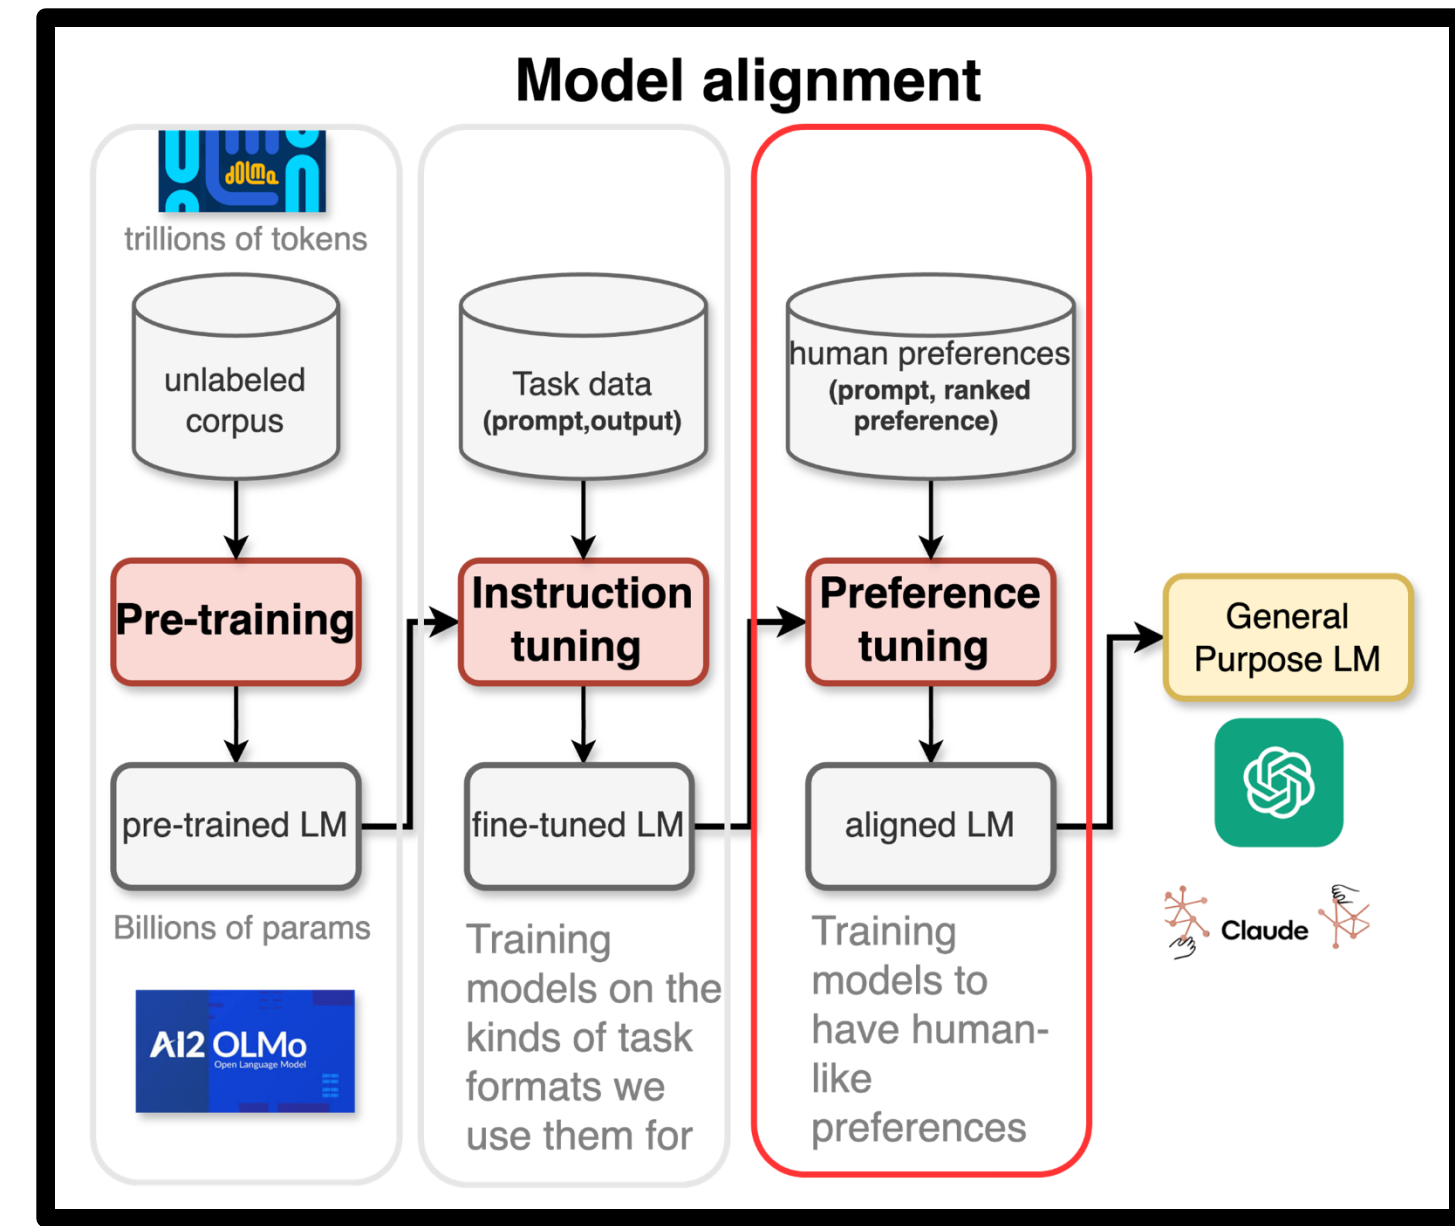 Model alignment
dolma
trillions of tokens
unlabeled
corpus
Pre-training
pre-trained LM
Billions of params
AI2 OLMo
Open Language Model
Task data
(prompt,output)
Instruction
tuning
fine-tuned LM
Training
models on the
kinds of task
formats we
use them for
human preferences
(prompt, ranked
preference)
Preference
tuning
aligned LM
Training
models to
have human-
like
preferences
General
Purpose LM
Claude